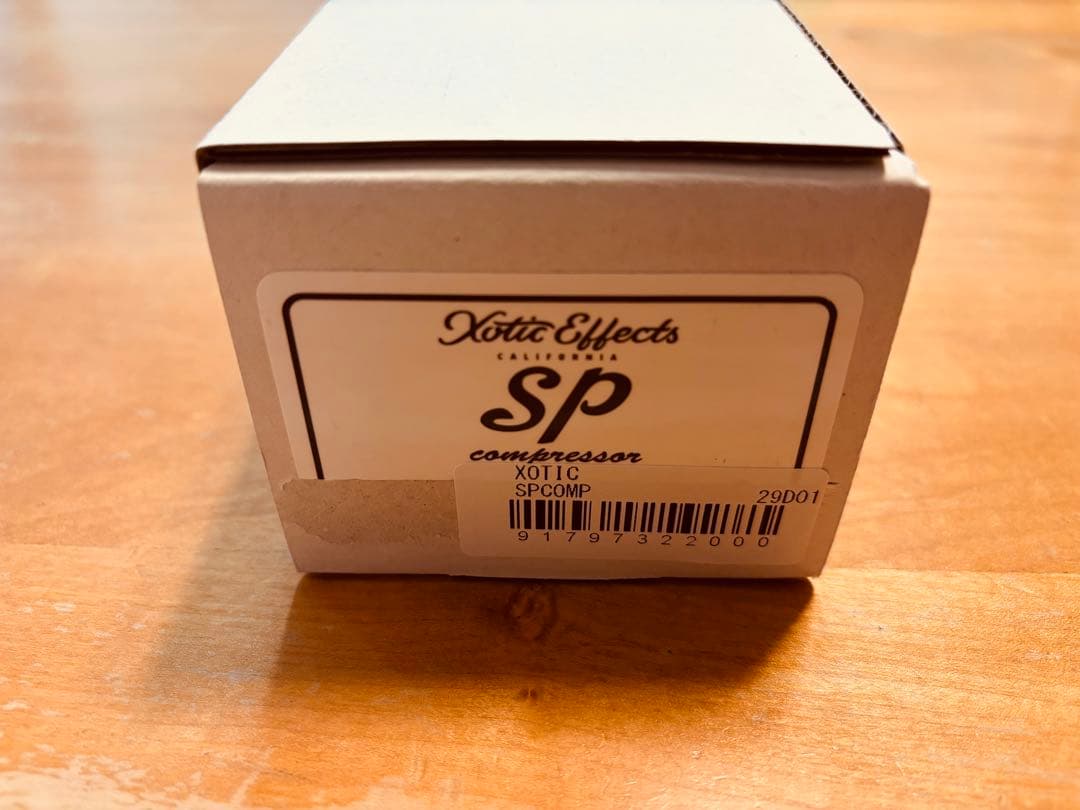 Xotic Effects
CALIFORNIA
SP
compressor
XOTIC
SPCOMP 29D01
91797322000